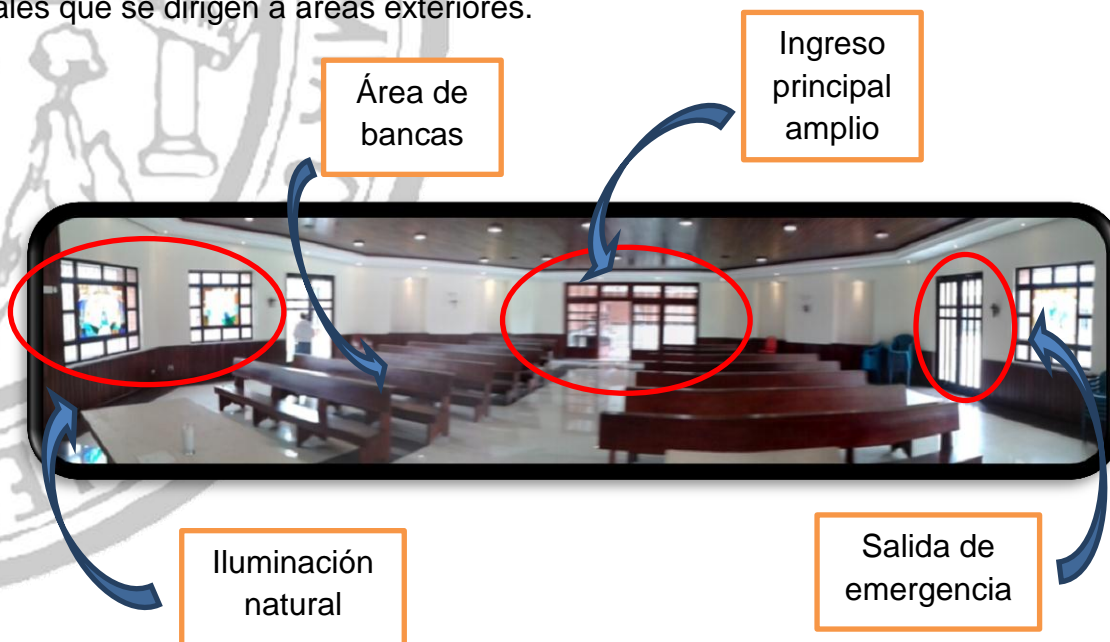 ales que se dirigen a áreas exteriores.
Ingreso
principal
amplio
Área de
bancas
Iluminación
natural
Salida de
emergencia